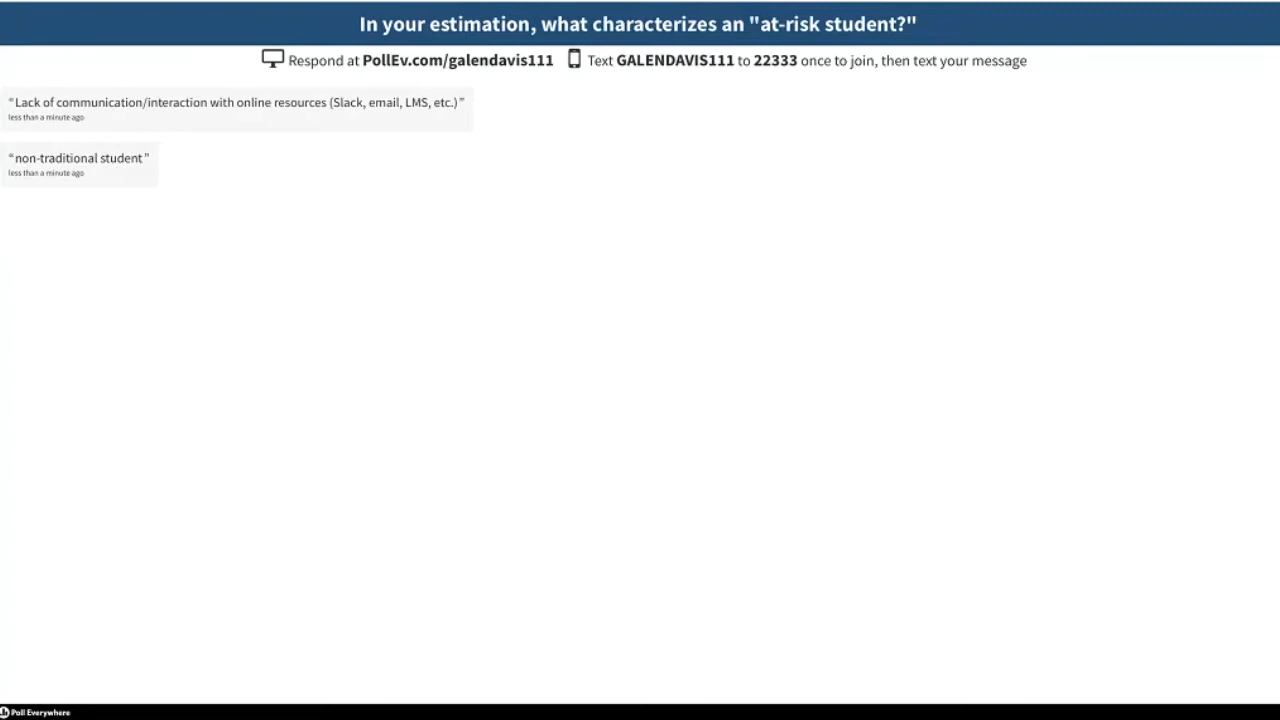 In your estimation, what characterizes an "at-risk student?"
Respond at PollEv.com/galendavis111 Text GALENDAVIS111 to 22333 once to join, then text your message
“Lack of communication/interaction with online resources (Slack, email, LMS, etc.)”
less than a minute ago
“non-traditional student”
less than a minute ago
Poll Everywhere